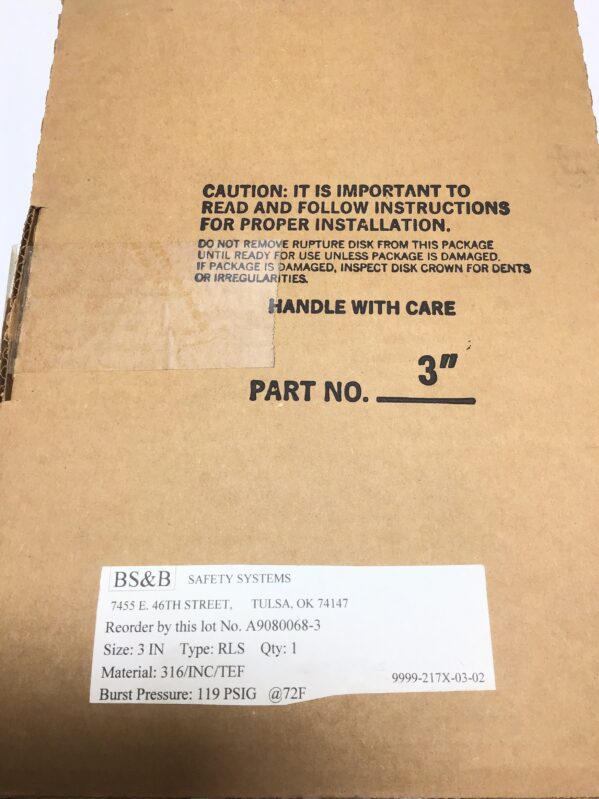 CAUTION: IT IS IMPORTANT TO
READ AND FOLLOW INSTRUCTIONS
FOR PROPER INSTALLATION.
DO NOT REMOVE RUPTURE DISK FROM THIS PACKAGE
UNTIL READY FOR USE UNLESS PACKAGE IS DAMAGED.
IF PACKAGE IS DAMAGED, INSPECT DISK CROWN FOR DENTS
OR IRREGULARITIES.
HANDLE WITH CARE
PART NO. 3"
BS&B SAFETY SYSTEMS
7455 E. 46TH STREET, TULSA, OK 74147
Reorder by this lot No. A9080068-3
Size: 3 IN Type: RLS Qty: 1
Material: 316/INC/TEF 9999-217X-03-02
Burst Pressure: 119 PSIG @72F